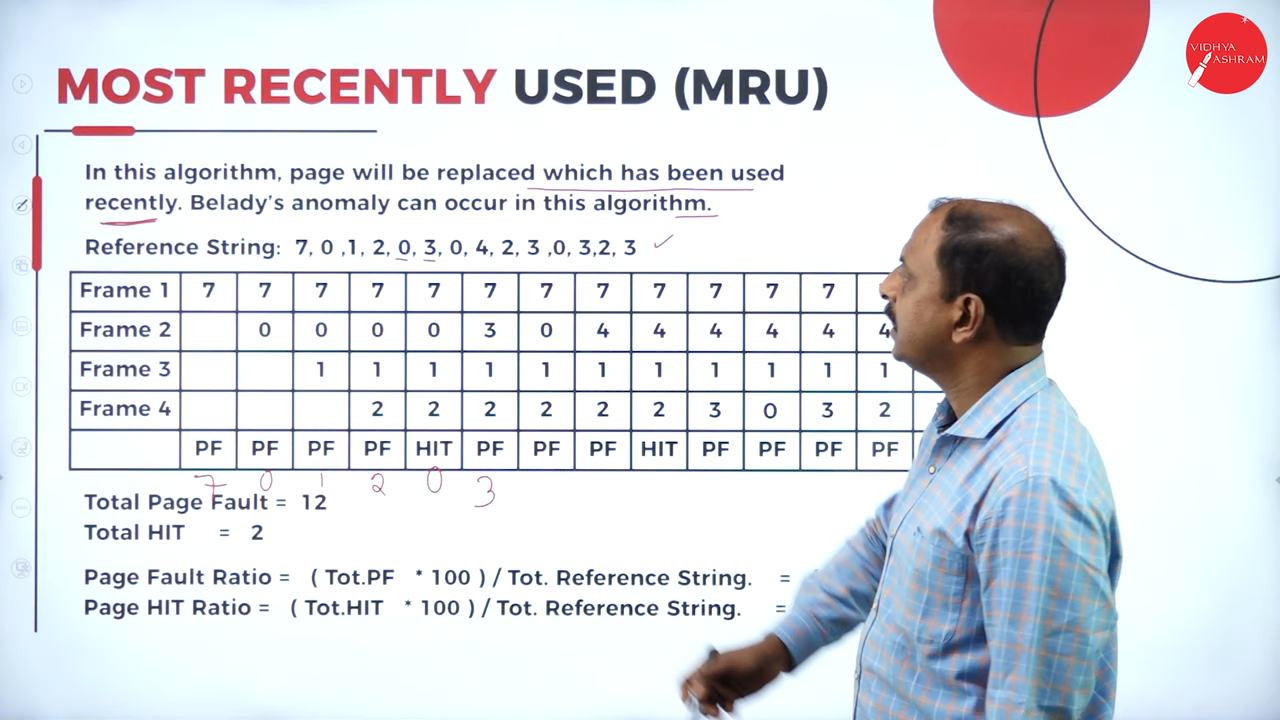 VIDHYA
ASHRAM
MOST RECENTLY USED (MRU)
In this algorithm, page will be replaced which has been used
recently. Belady's anomaly can occur in this algorithm.
Reference String: 7, 0 ,1, 2, 0, 3, 0, 4, 2, 3 ,0, 3,2, 3
Frame 1 7 7 7 7 7 7 7 7 7 7 7 7
Frame 2 0 0 0 0 3 0 4 4 4 4 4 4
Frame 3 1 1 1 1 1 1 1 1 1 1 1
Frame 4 2 2 2 2 2 2 3 0 3 2
PF PF PF PF HIT PF PF PF HIT PF PF PF PF
7 0 1 2 0 3
Total Page Fault = 12
Total HIT = 2
Page Fault Ratio = ( Tot.PF * 100 ) / Tot. Reference String. =
Page HIT Ratio = ( Tot.HIT * 100 ) / Tot. Reference String. =